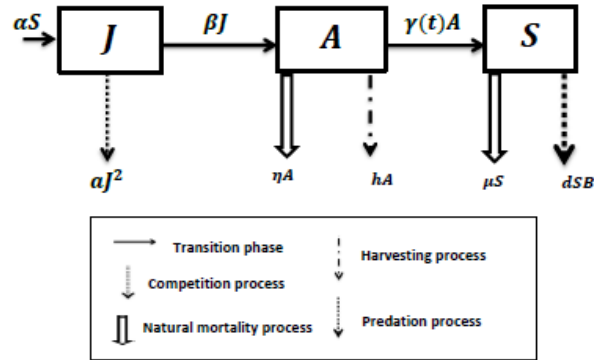 αS
J
βJ
A
γ(t)A
S
aJ²
ηA
hA
μS
dSB
Transition phase
Harvesting process
Competition process
Natural mortality process
Predation process